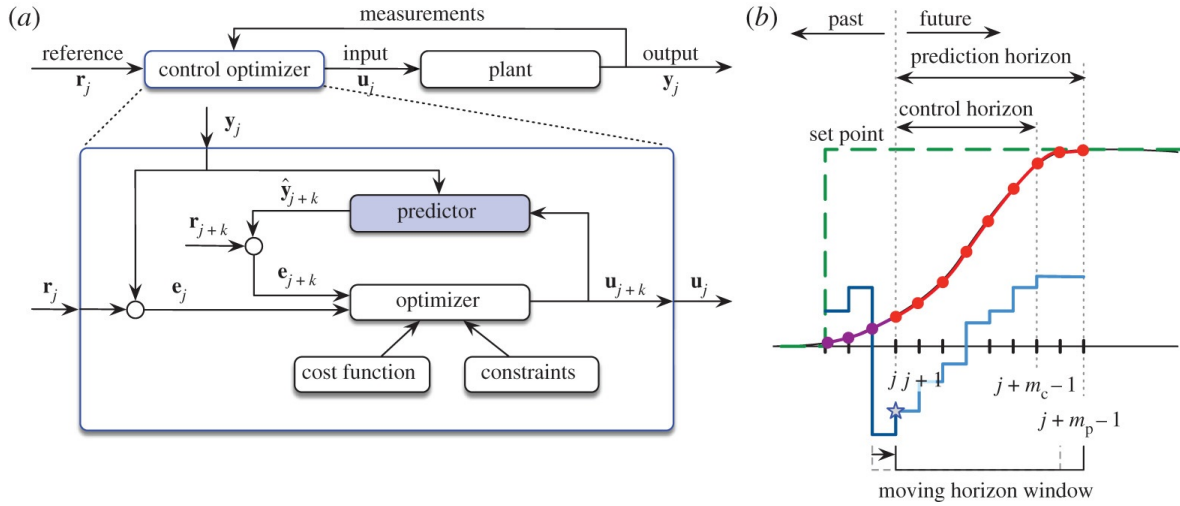 (a)
measurements
reference
r_j
control optimizer
input
u_j
plant
output
y_j
y_j
ŷ_{j+k}
predictor
r_{j+k}
e_{j+k}
r_j
e_j
optimizer
u_{j+k}
u_j
cost function
constraints
(b)
past
future
prediction horizon
control horizon
set point
j j + 1
j + m_c – 1
j + m_p – 1
moving horizon window